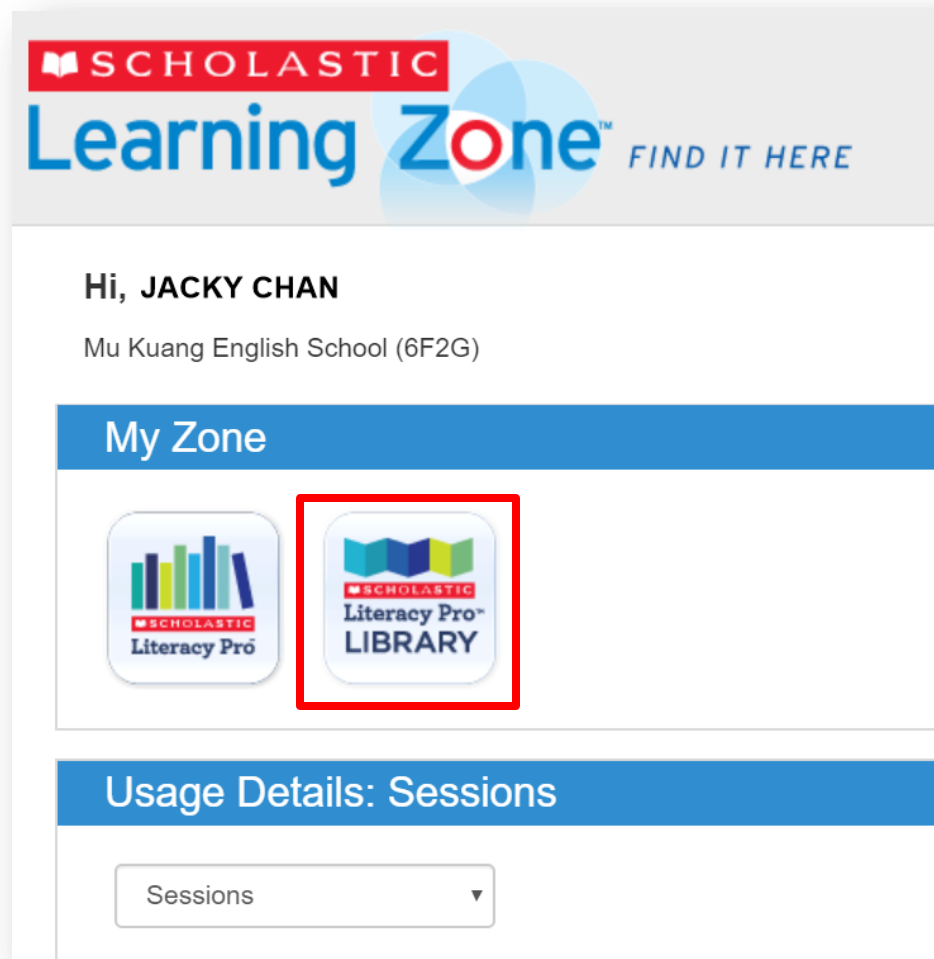 SCHOLASTIC
Learning Zone™ FIND IT HERE
Hi, JACKY CHAN
Mu Kuang English School (6F2G)
My Zone
SCHOLASTIC
Literacy Pro
SCHOLASTIC
Literacy Pro™
LIBRARY
Usage Details: Sessions
Sessions